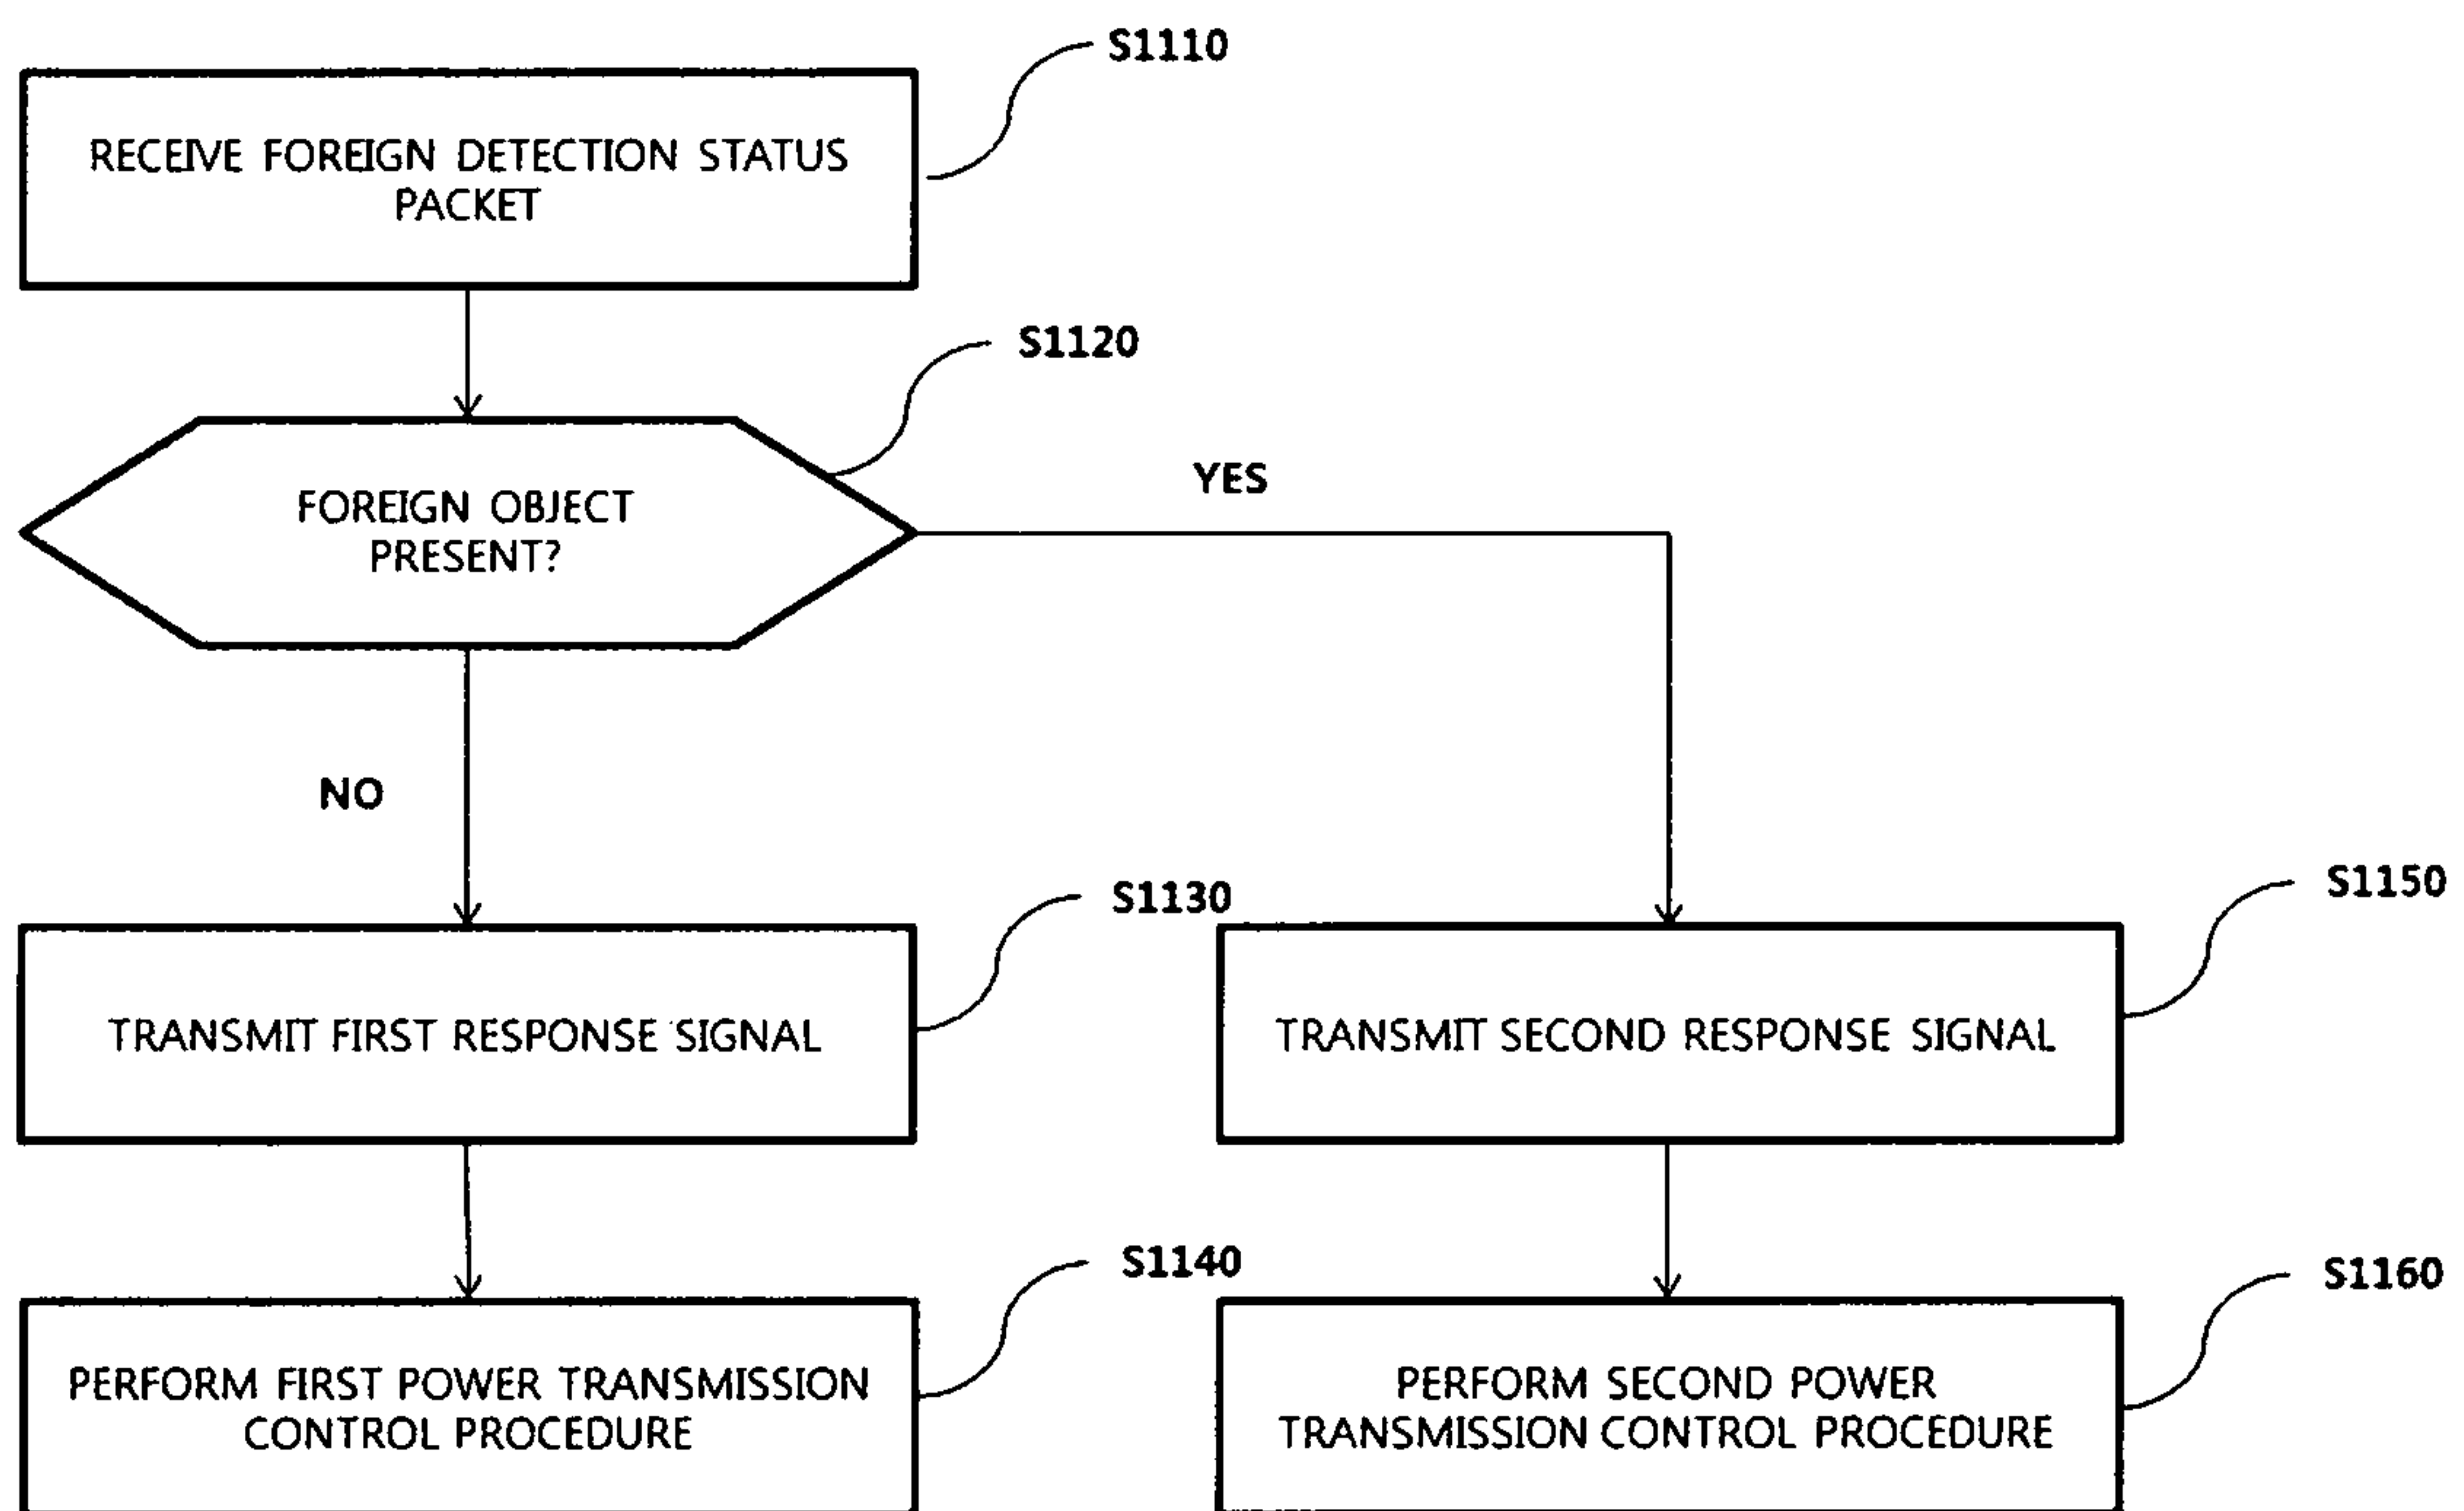 S1110
RECEIVE FOREIGN DETECTION STATUS
PACKET
S1120
FOREIGN OBJECT
PRESENT?
YES
NO
S1130
TRANSMIT FIRST RESPONSE SIGNAL
S1150
TRANSMIT SECOND RESPONSE SIGNAL
S1140
PERFORM FIRST POWER TRANSMISSION
CONTROL PROCEDURE
S1160
PERFORM SECOND POWER
TRANSMISSION CONTROL PROCEDURE